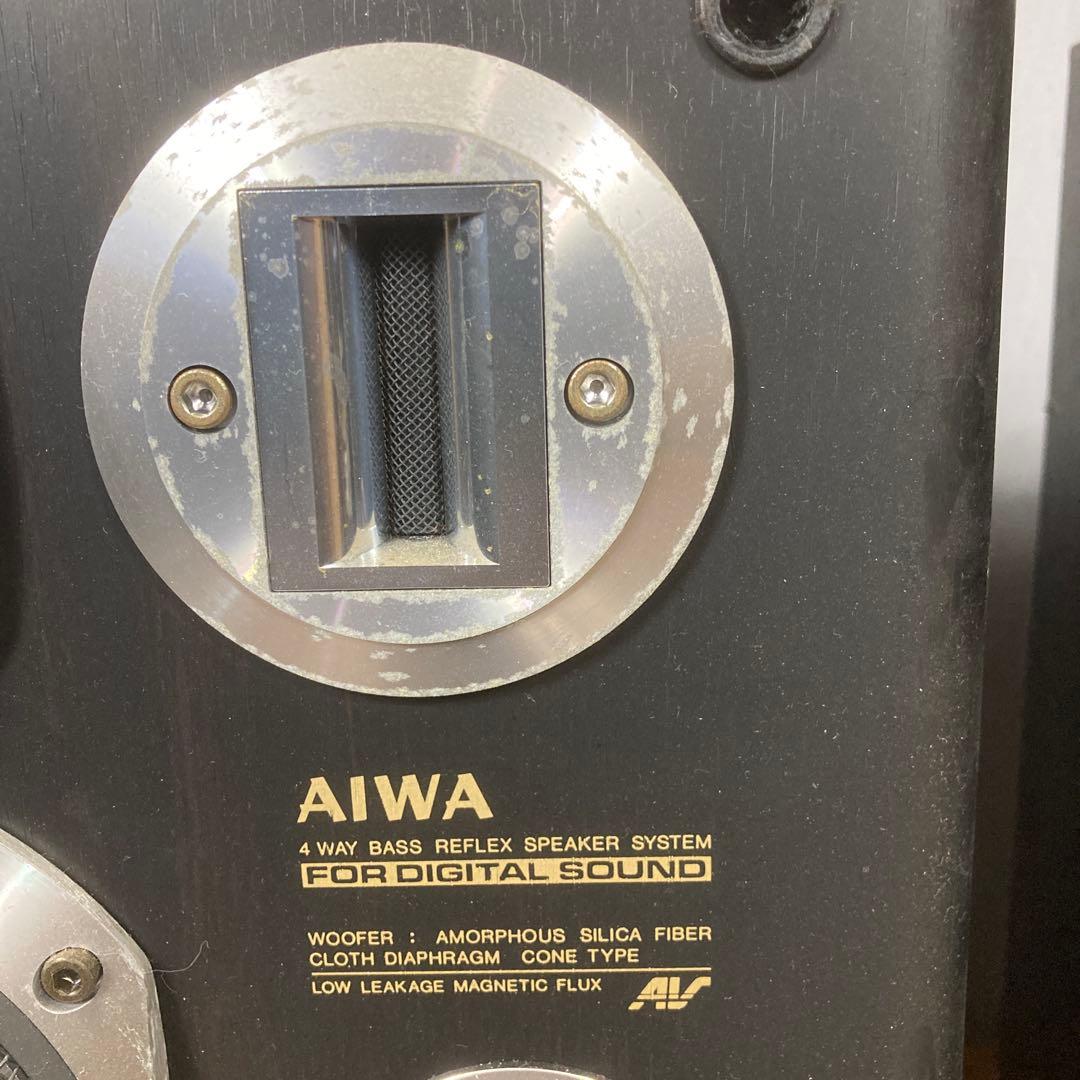 AIWA
4 WAY BASS REFLEX SPEAKER SYSTEM
FOR DIGITAL SOUND
WOOFER : AMORPHOUS SILICA FIBER
CLOTH DIAPHRAGM CONE TYPE
LOW LEAKAGE MAGNETIC FLUX AV